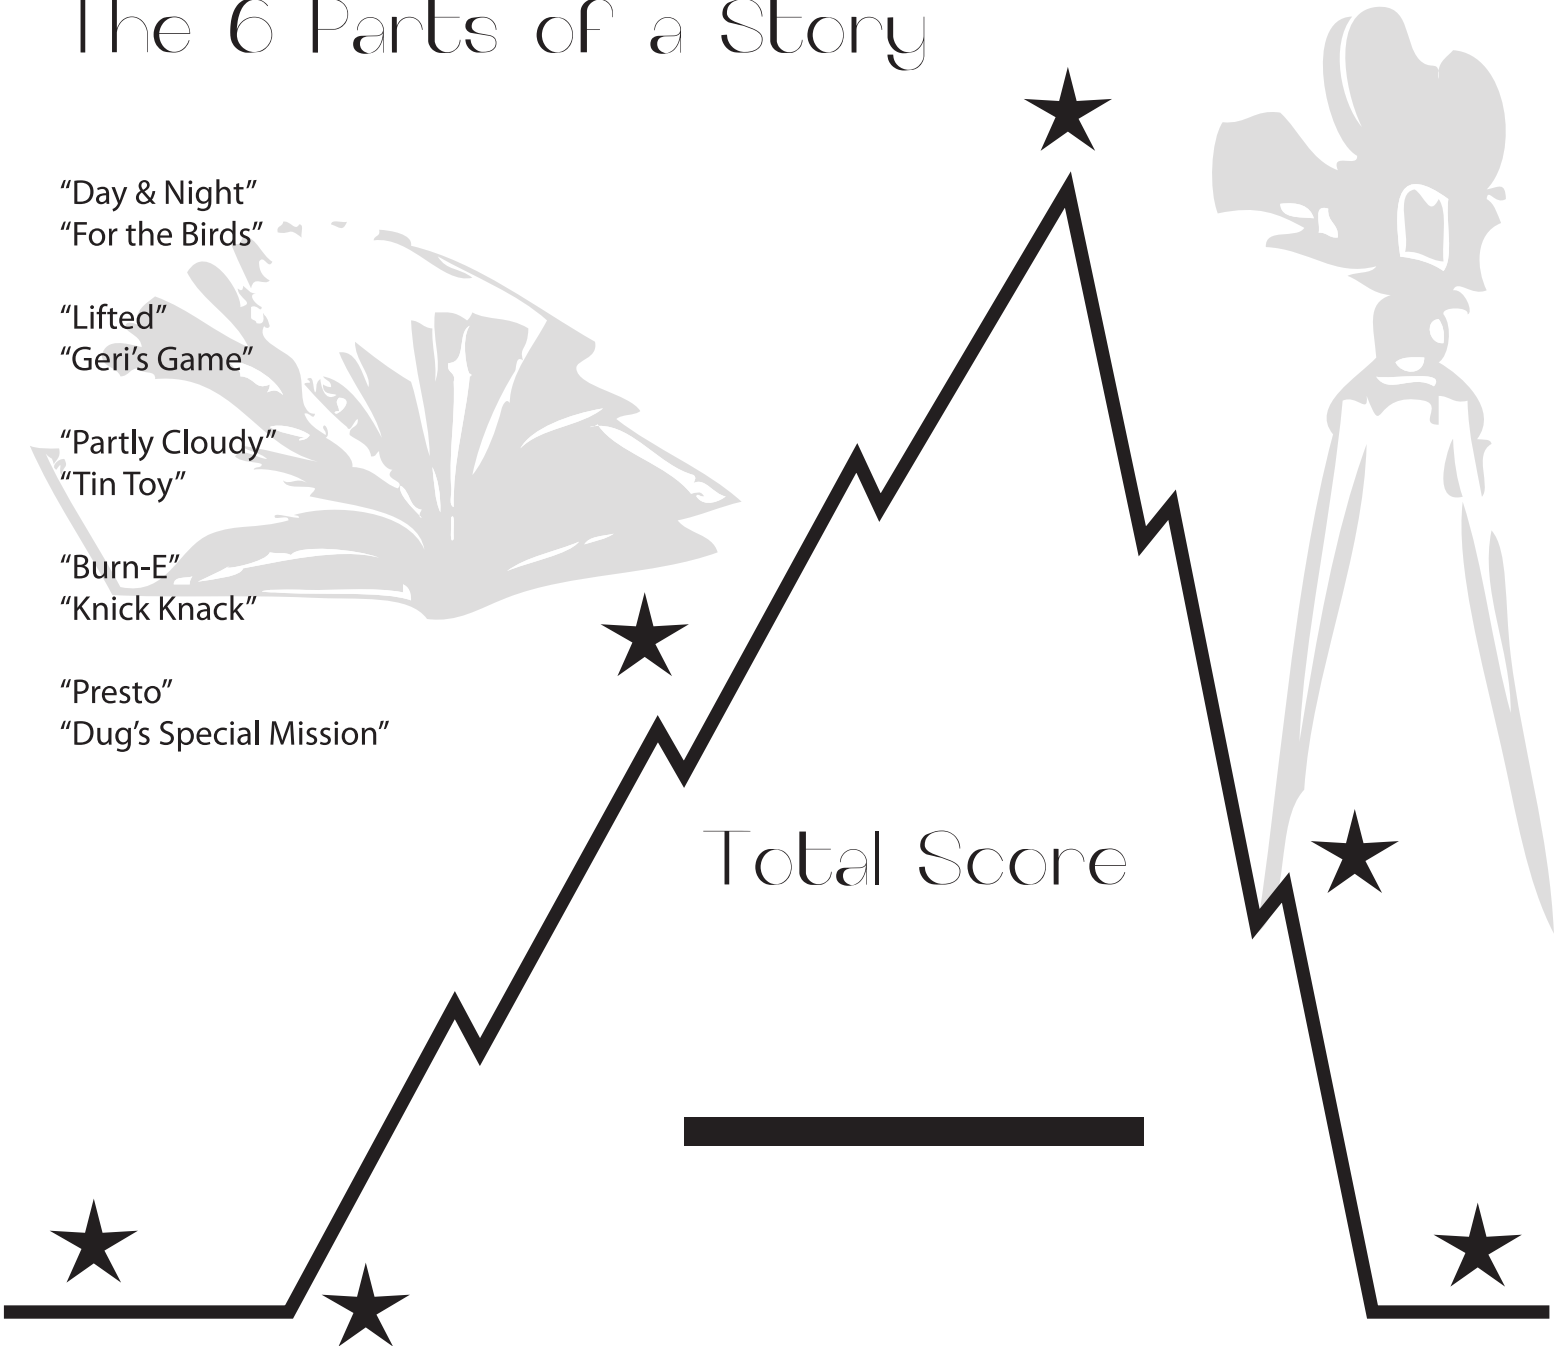 The 6 Parts of a Story
“Day & Night”
“For the Birds”
“Lifted”
“Geri’s Game”
“Partly Cloudy”
“Tin Toy”
“Burn-E”
“Knick Knack”
“Presto”
“Dug’s Special Mission”
Total Score